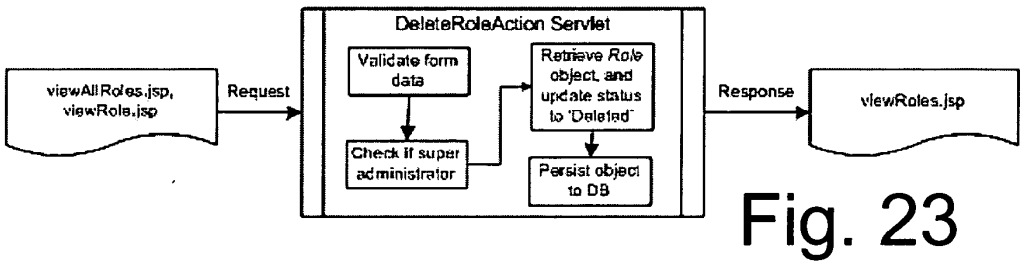 DeleteRoleAction Servlet
viewAllRoles.jsp,
viewRole.jsp
Request
Validate form
data
Check if super
administrator
Retrieve Role
object, and
update status
to 'Deleted'
Persist object
to DB
Response
viewRoles.jsp
Fig. 23